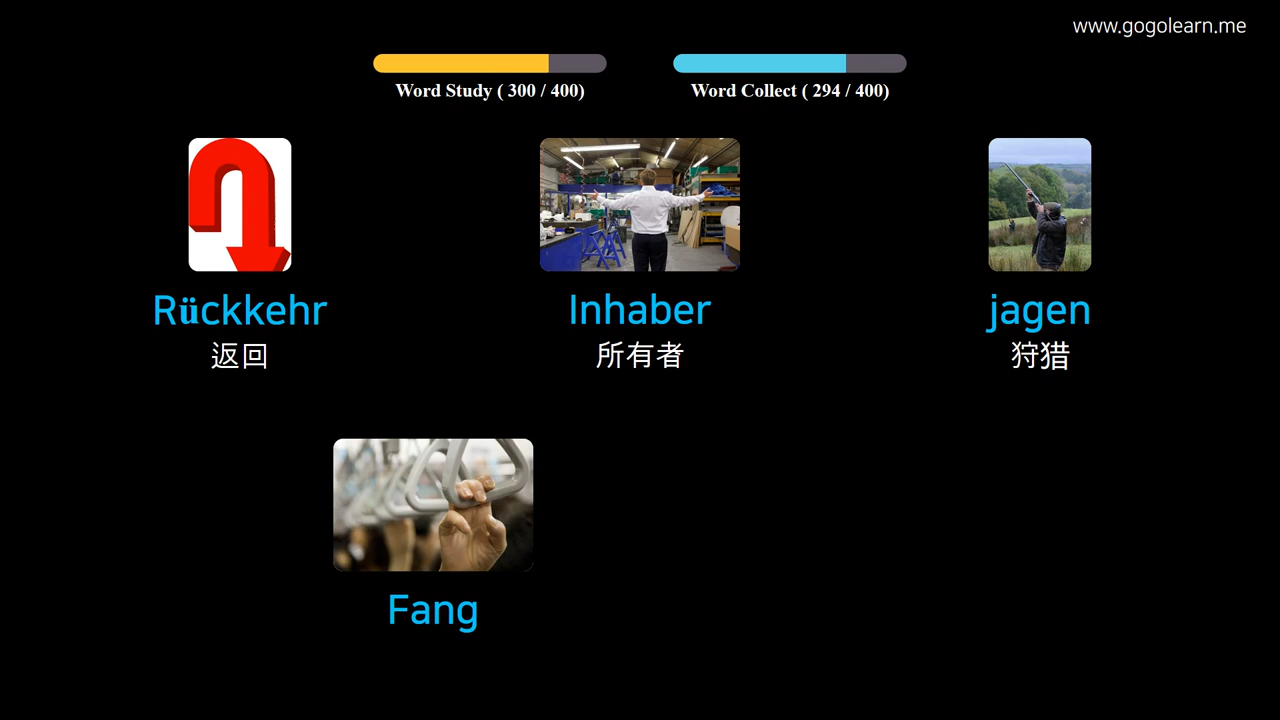 www.gogolearn.me
Word Study ( 300 / 400)
Word Collect ( 294 / 400)
Rückkehr
返回
Inhaber
所有者
jagen
狩猎
Fang